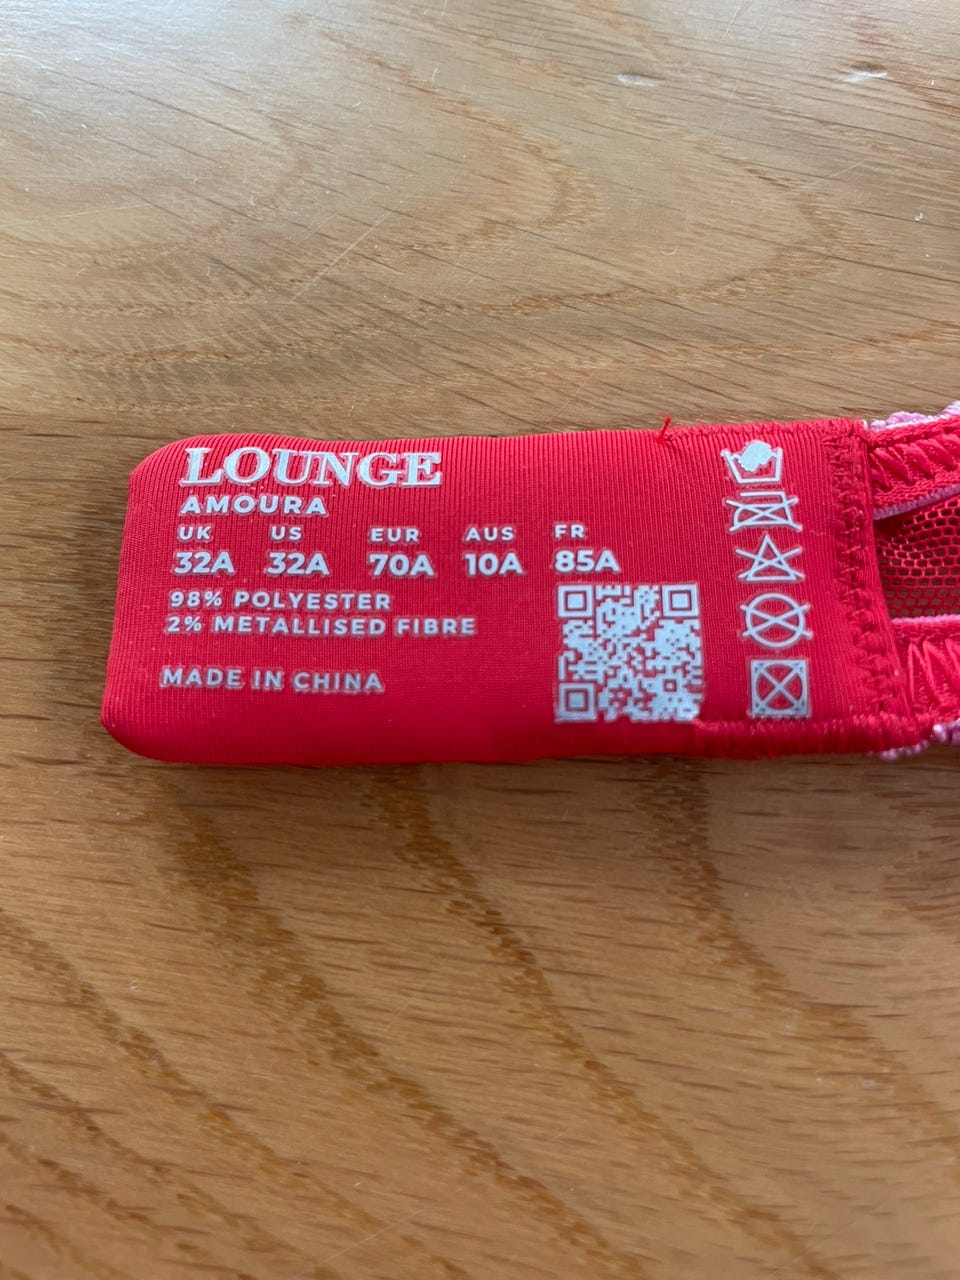 LOUNGE
AMOURA
UK US EUR AUS FR
32A 32A 70A 10A 85A
98% POLYESTER
2% METALLISED FIBRE
MADE IN CHINA